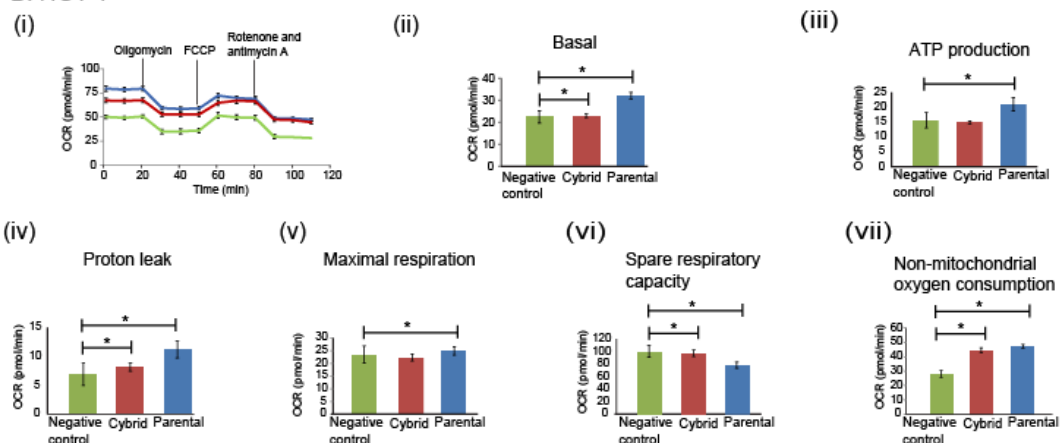 (i)
Oligomycin FCCP Rotenone and
antimycin A
OCR (pmol/min)
100
75
50
25
0
0 20 40 60 80 100 120
Time (min)
(ii)
Basal
* 
*
OCR (pmol/min)
40
30
20
10
0
Negative Cybrid Parental
control
(iii)
ATP production
*
OCR (pmol/min)
25
20
15
10
5
0
Negative Cybrid Parental
control
(iv)
Proton leak
*
*
OCR (pmol/min)
15
10
5
0
Negative Cybrid Parental
control
(v)
Maximal respiration
*
OCR (pmol/min)
30
25
20
15
10
5
0
Negative Cybrid Parental
control
(vi)
Spare respiratory
capacity
*
*
OCR (pmol/min)
120
100
80
60
40
20
0
Negative Cybrid Parental
control
(vii)
Non-mitochondrial
oxygen consumption
*
*
OCR (pmol/min)
60
50
40
30
20
10
0
Negative Cybrid Parental
control